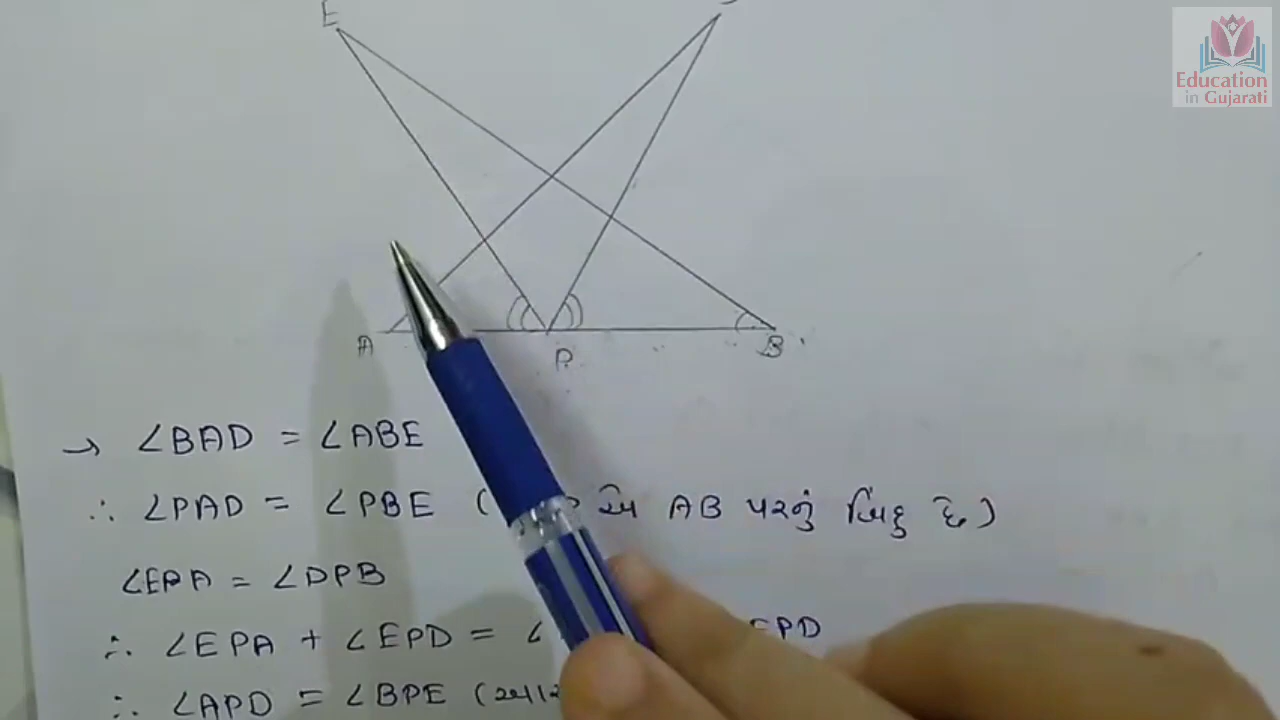 E
Education
in Gujarati
A P B
→ ∠BAD = ∠ABE
∴ ∠PAD = ∠PBE ( એ AB પરનું બિંદુ છે)
∠EPA = ∠DPB
∴ ∠EPA + ∠EPD = ∠ EPD
∴ ∠APD = ∠BPE (